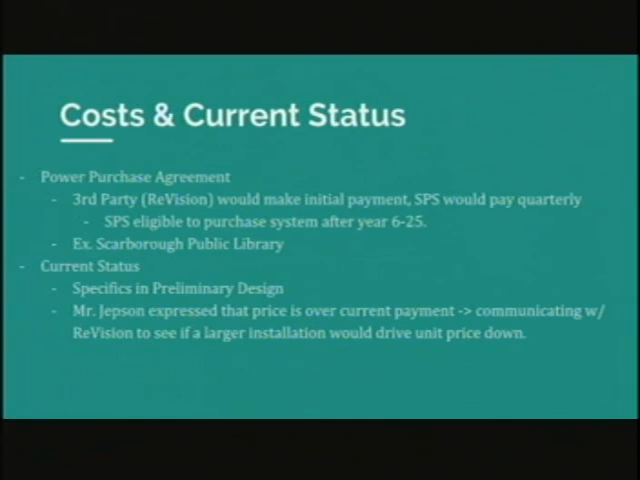 Costs & Current Status
- Power Purchase Agreement
- 3rd Party (ReVision) would make initial payment, SPS would pay quarterly
- SPS eligible to purchase system after year 6-25.
- Ex. Scarborough Public Library
- Current Status
- Specifics in Preliminary Design
- Mr. Jepson expressed that price is over current payment -> communicating w/
ReVision to see if a larger installation would drive unit price down.